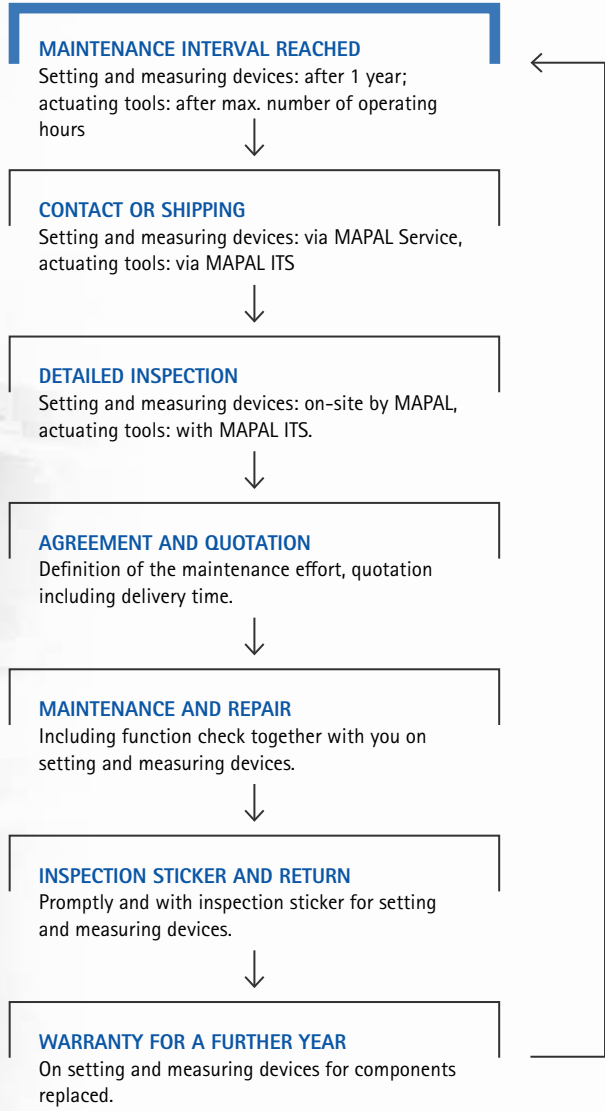 MAINTENANCE INTERVAL REACHED
Setting and measuring devices: after 1 year;
actuating tools: after max. number of operating
hours
CONTACT OR SHIPPING
Setting and measuring devices: via MAPAL Service,
actuating tools: via MAPAL ITS
DETAILED INSPECTION
Setting and measuring devices: on-site by MAPAL,
actuating tools: with MAPAL ITS.
AGREEMENT AND QUOTATION
Definition of the maintenance effort, quotation
including delivery time.
MAINTENANCE AND REPAIR
Including function check together with you on
setting and measuring devices.
INSPECTION STICKER AND RETURN
Promptly and with inspection sticker for setting
and measuring devices.
WARRANTY FOR A FURTHER YEAR
On setting and measuring devices for components
replaced.